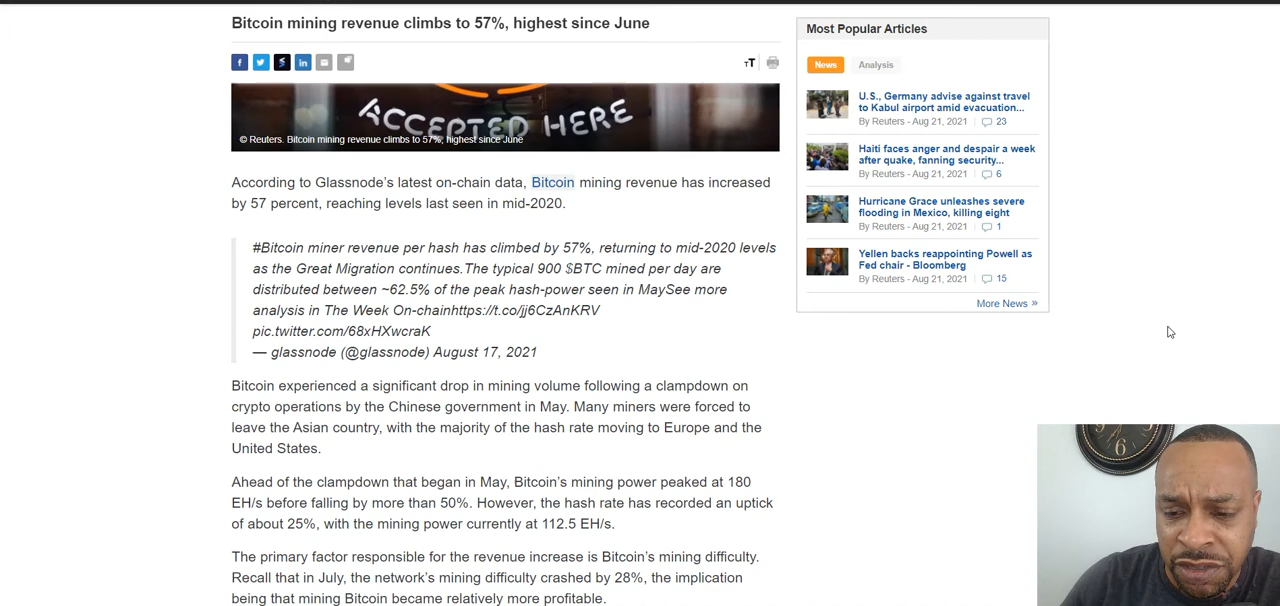 Bitcoin mining revenue climbs to 57%, highest since June
ACCEPTED HERE
© Reuters. Bitcoin mining revenue climbs to 57%, highest since June
According to Glassnode's latest on-chain data, Bitcoin mining revenue has increased
by 57 percent, reaching levels last seen in mid-2020.
#Bitcoin miner revenue per hash has climbed by 57%, returning to mid-2020 levels
as the Great Migration continues.The typical 900 $BTC mined per day are
distributed between ~62.5% of the peak hash-power seen in MaySee more
analysis in The Week On-chainhttps://t.co/jj6CzAnKRV
pic.twitter.com/68xHXwcraK
— glassnode (@glassnode) August 17, 2021
Bitcoin experienced a significant drop in mining volume following a clampdown on
crypto operations by the Chinese government in May. Many miners were forced to
leave the Asian country, with the majority of the hash rate moving to Europe and the
United States.
Ahead of the clampdown that began in May, Bitcoin's mining power peaked at 180
EH/s before falling by more than 50%. However, the hash rate has recorded an uptick
of about 25%, with the mining power currently at 112.5 EH/s.
The primary factor responsible for the revenue increase is Bitcoin's mining difficulty.
Recall that in July, the network's mining difficulty crashed by 28%, the implication
being that mining Bitcoin became relatively more profitable.
Most Popular Articles
News Analysis
U.S., Germany advise against travel
to Kabul airport amid evacuation...
By Reuters - Aug 21, 2021 23
Haiti faces anger and despair a week
after quake, fanning security...
By Reuters - Aug 21, 2021 6
Hurricane Grace unleashes severe
flooding in Mexico, killing eight
By Reuters - Aug 21, 2021 1
Yellen backs reappointing Powell as
Fed chair - Bloomberg
By Reuters - Aug 21, 2021 15
More News »